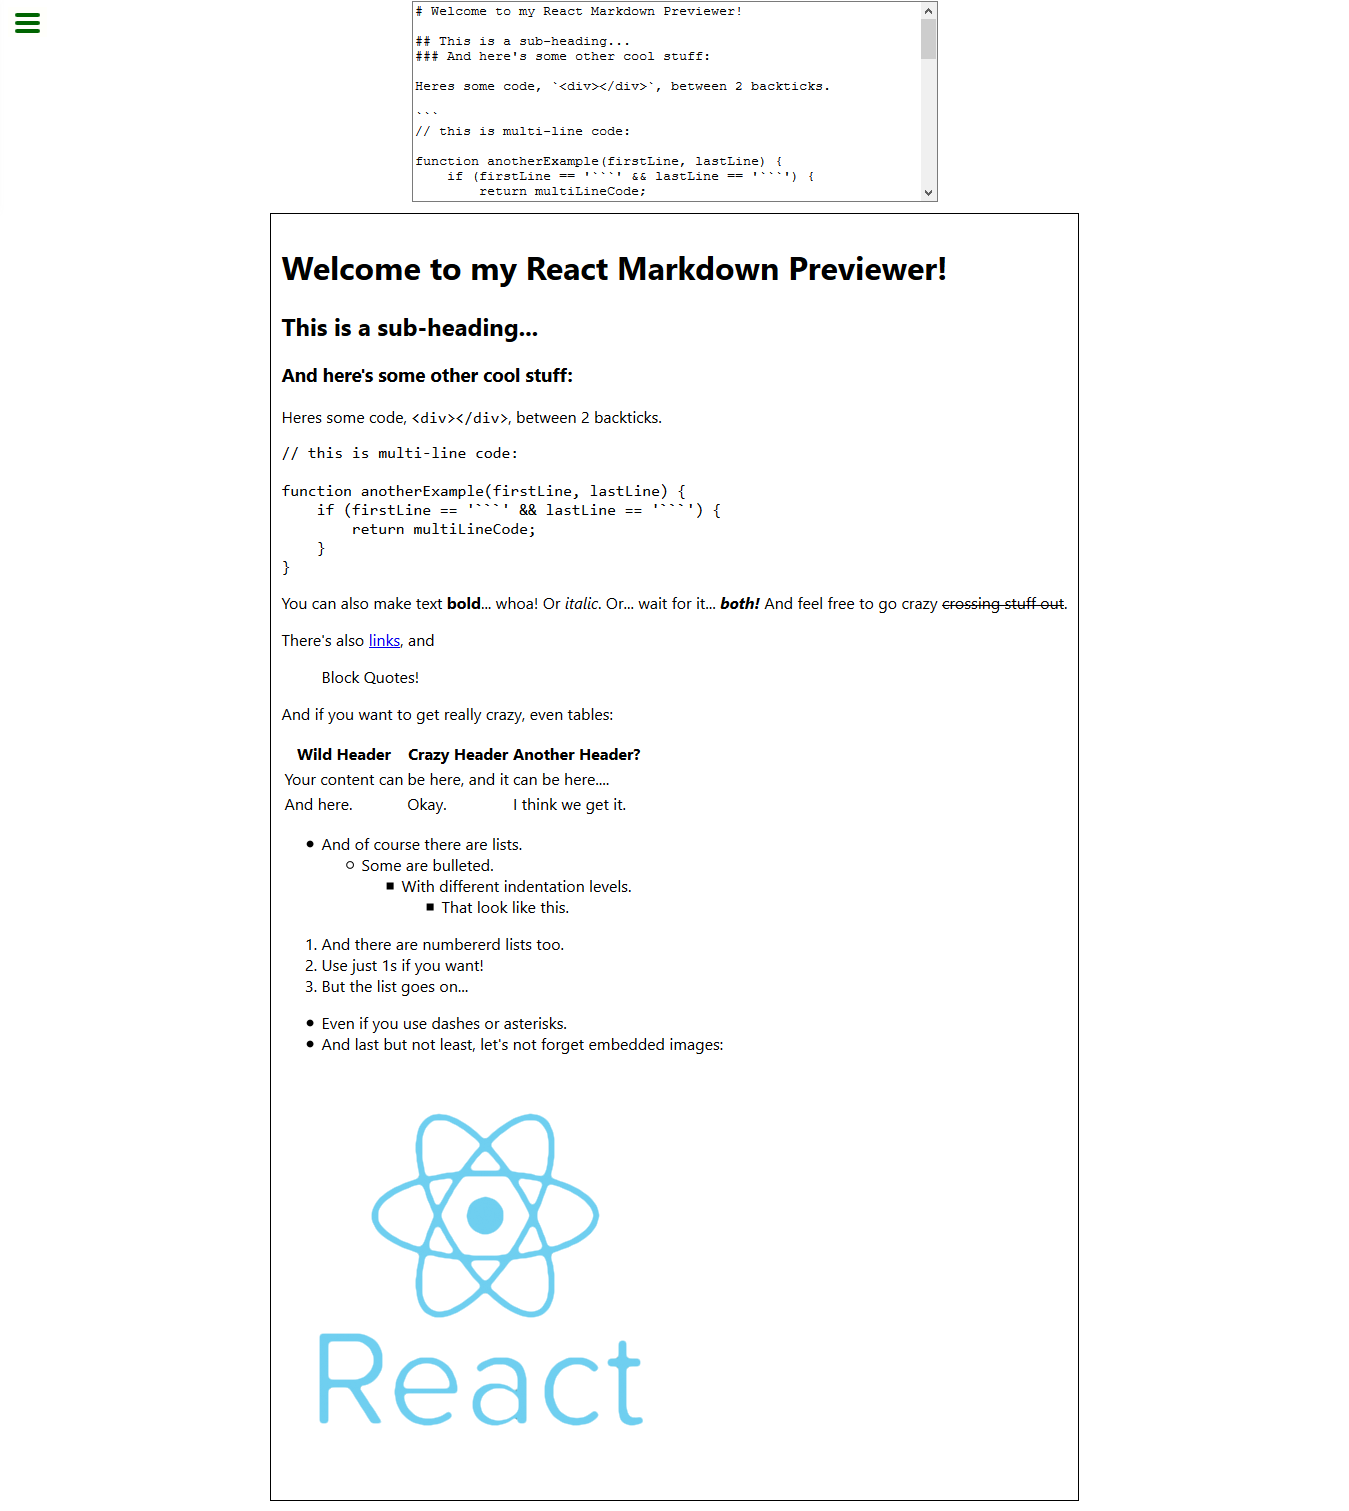 # Welcome to my React Markdown Previewer!
## This is a sub-heading...
### And here's some other cool stuff:
Heres some code, `<div></div>`, between 2 backticks.
```
// this is multi-line code:
function anotherExample(firstLine, lastLine) {
    if (firstLine == '```' && lastLine == '```') {
        return multiLineCode;
Welcome to my React Markdown Previewer!
This is a sub-heading...
And here's some other cool stuff:
Heres some code, <div></div>, between 2 backticks.
// this is multi-line code:
function anotherExample(firstLine, lastLine) {
    if (firstLine == '```' && lastLine == '```') {
        return multiLineCode;
    }
}
You can also make text bold... whoa! Or italic. Or... wait for it... both! And feel free to go crazy crossing stuff out.
There's also links, and
Block Quotes!
And if you want to get really crazy, even tables:
Wild Header Crazy Header Another Header?
Your content can be here, and it can be here....
And here. Okay. I think we get it.
And of course there are lists.
Some are bulleted.
With different indentation levels.
That look like this.
1. And there are numbererd lists too.
2. Use just 1s if you want!
3. But the list goes on...
Even if you use dashes or asterisks.
And last but not least, let's not forget embedded images:
React